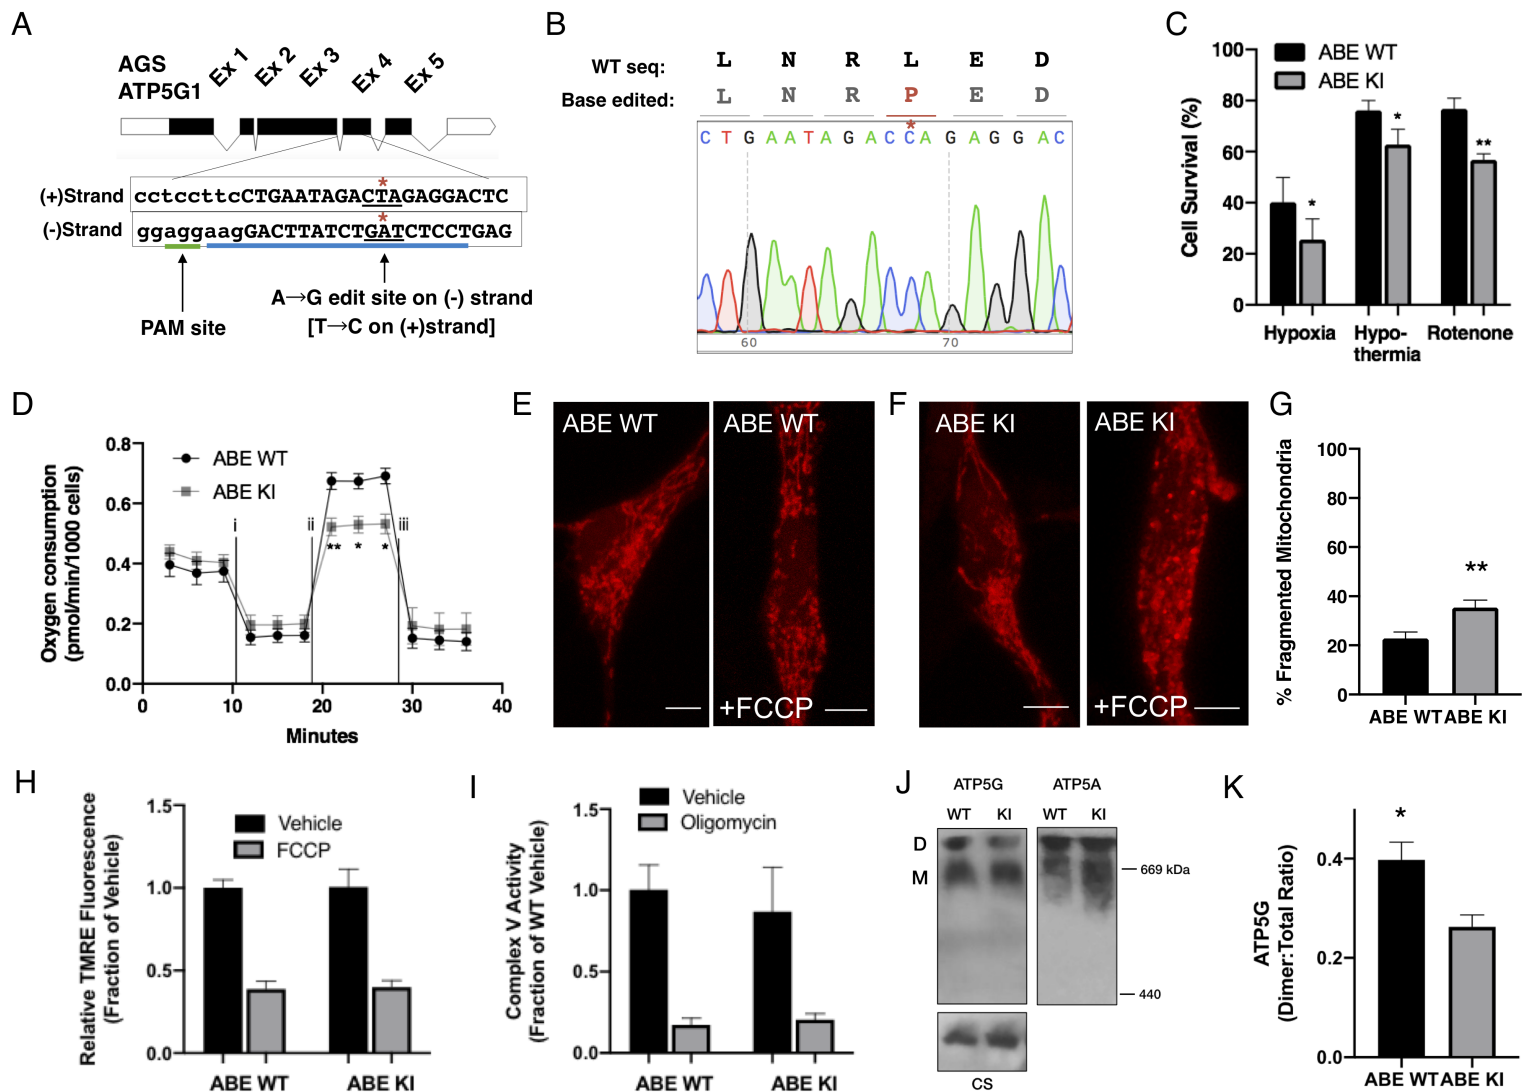 A
AGS
ATP5G1
Ex 1
Ex 2
Ex 3
Ex 4
Ex 5
(+)Strand
cctccttcCTGAATAGACTAGAGGACTC
*
(-)Strand
ggaggaagGACTTATCTGATCTCCTGAG
*
A→G edit site on (-) strand
[T→C on (+)strand]
PAM site
B
WT seq: L N R L E D
Base edited: L N R P E D
*
C T G A A T A G A C C A G A G G A C
60 70
C
Cell Survival (%)
100
80
60
40
20
0
ABE WT
ABE KI
*
*
**
Hypoxia
Hypo-
thermia
Rotenone
D
Oxygen consumption
(pmol/min/1000 cells)
0.8
0.6
0.4
0.2
0.0
ABE WT
ABE KI
i
ii
iii
** * *
0 10 20 30 40
Minutes
E
ABE WT
ABE WT
+FCCP
F
ABE KI
ABE KI
+FCCP
G
% Fragmented Mitochondria
100
80
60
40
20
0
**
ABE WT ABE KI
H
Relative TMRE Fluorescence
(Fraction of Vehicle)
1.5
1.0
0.5
0.0
Vehicle
FCCP
ABE WT ABE KI
I
Complex V Activity
(Fraction of WT Vehicle)
1.5
1.0
0.5
0.0
Vehicle
Oligomycin
ABE WT ABE KI
J
ATP5G ATP5A
WT KI WT KI
D
M
669 kDa
440
CS
K
ATP5G
(Dimer:Total Ratio)
0.4
0.2
0.0
*
ABE WT ABE KI